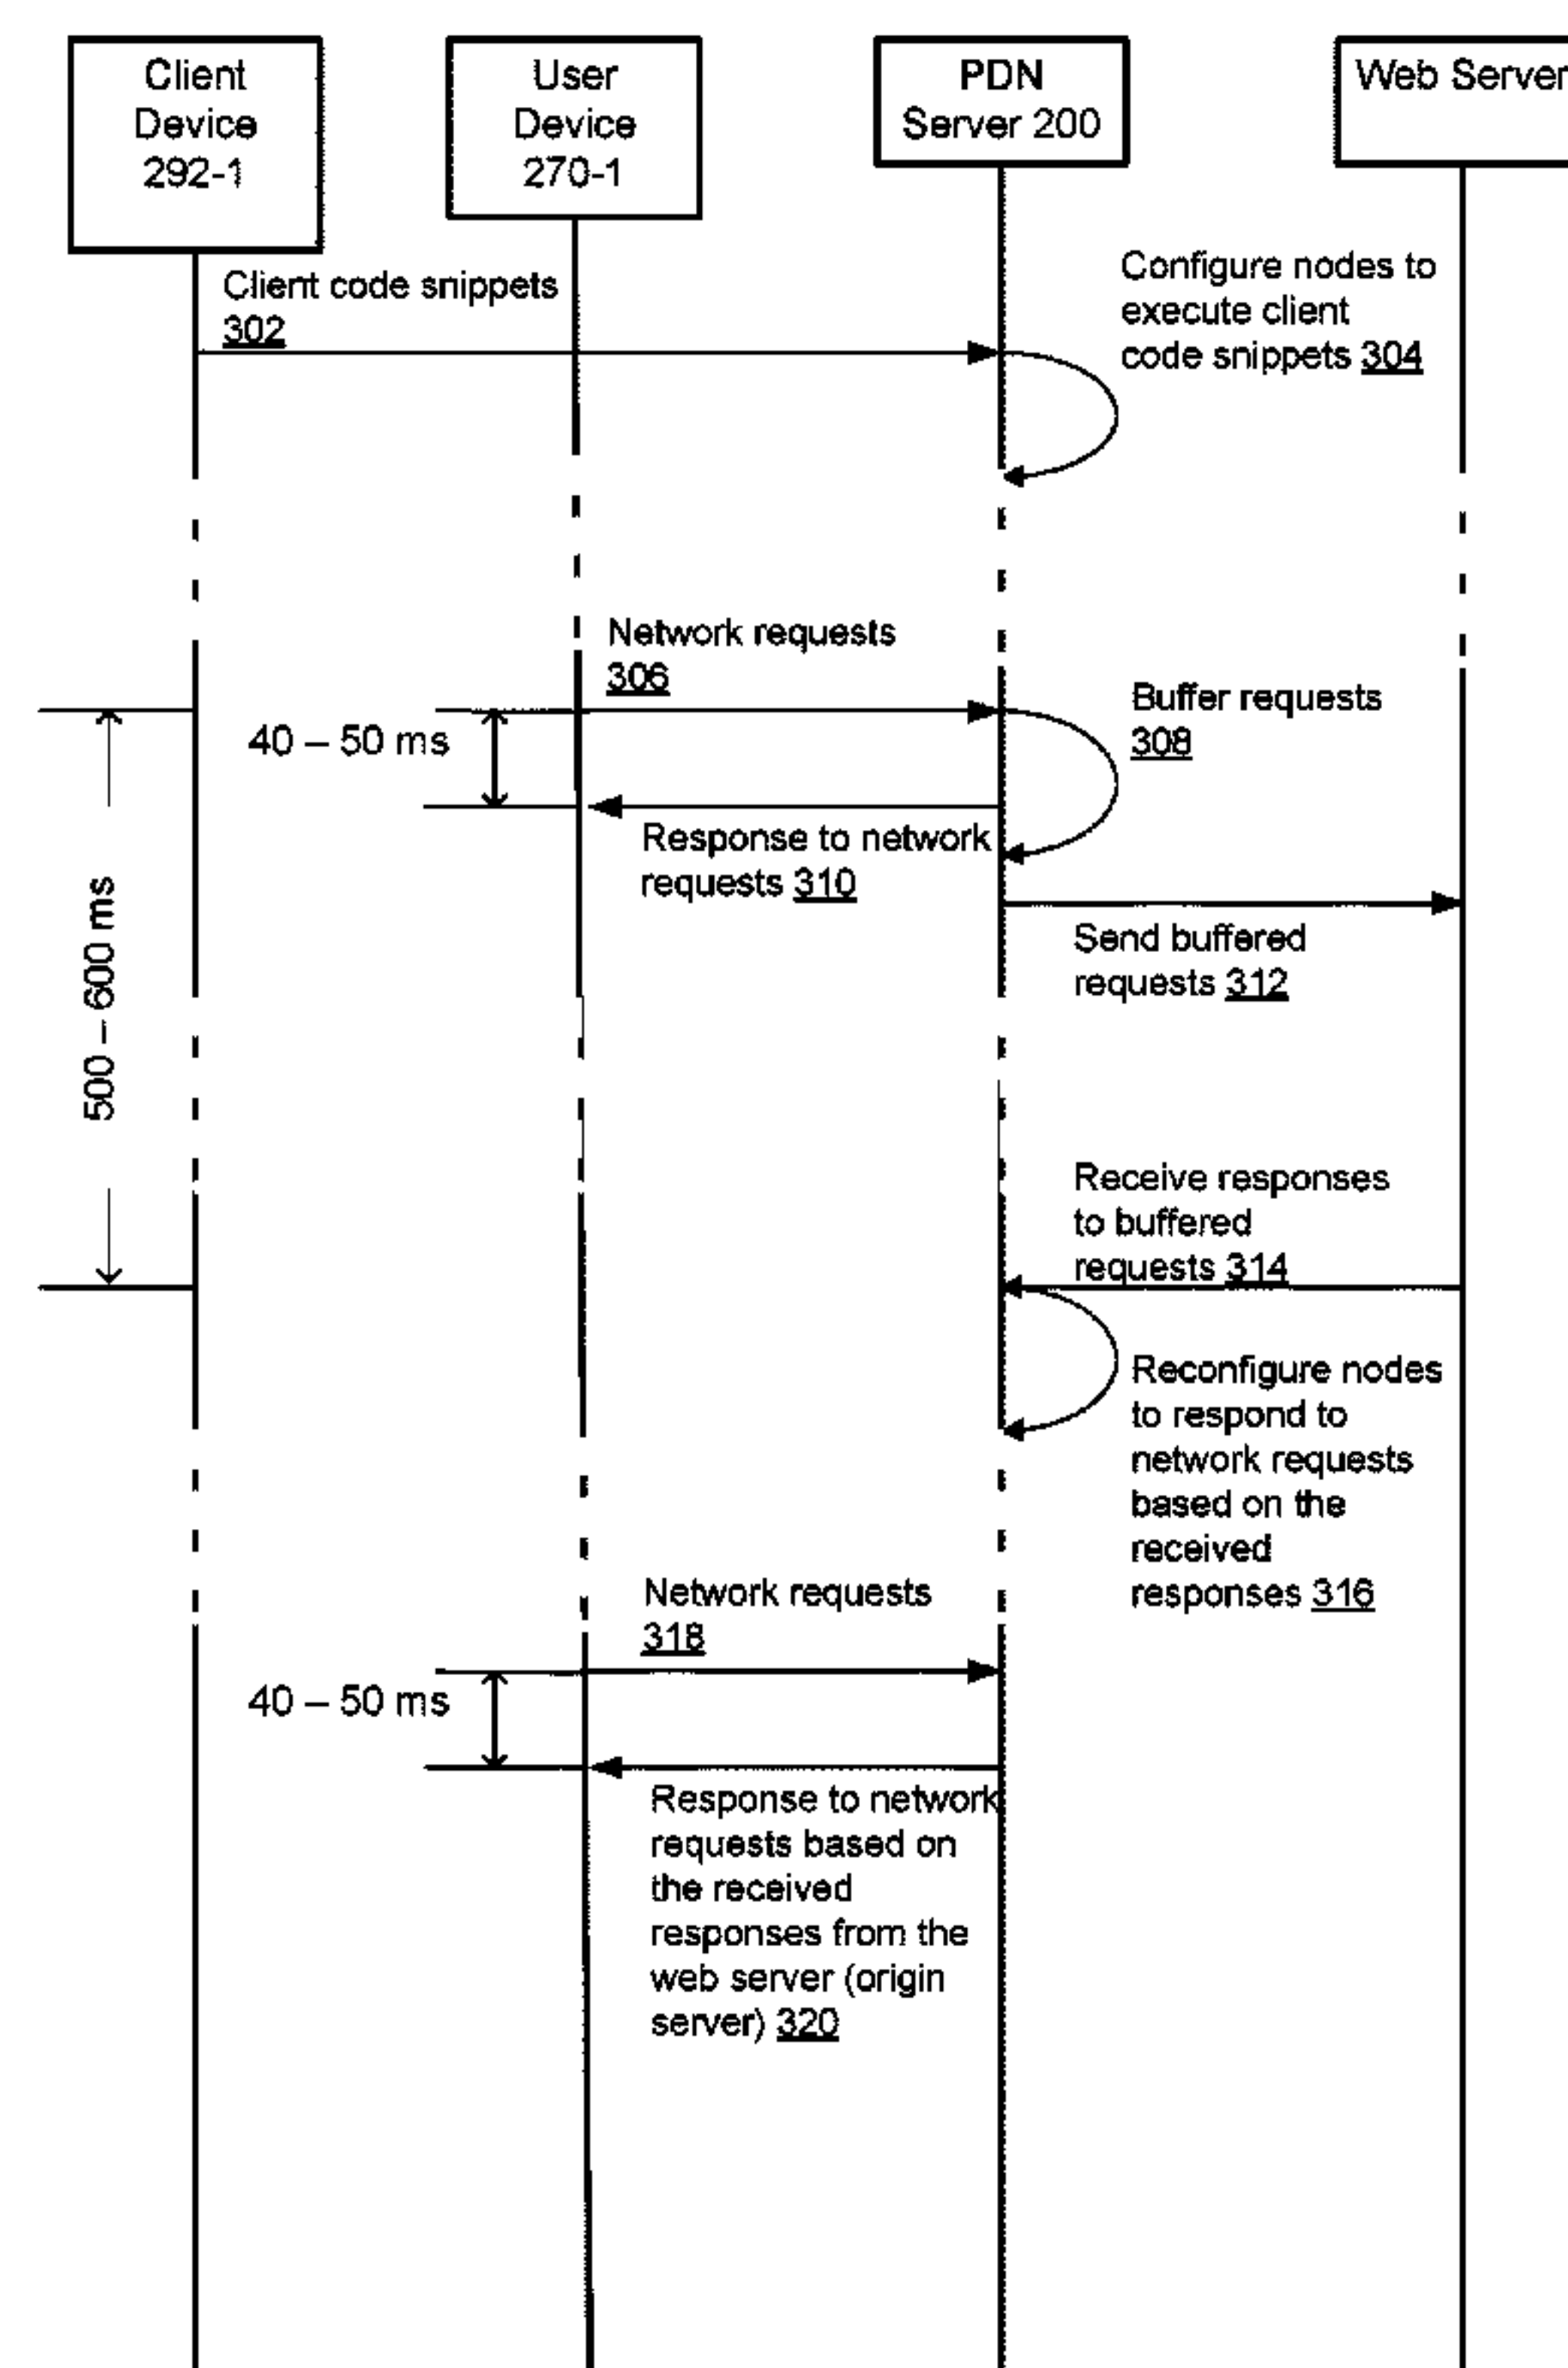 Client
Device
292-1
User
Device
270-1
PDN
Server 200
Web Server
Client code snippets
302
Configure nodes to
execute client
code snippets 304
Network requests
306
40 – 50 ms
Buffer requests
308
Response to network
requests 310
Send buffered
requests 312
500 – 600 ms
Receive responses
to buffered
requests 314
Reconfigure nodes
to respond to
network requests
based on the
received
responses 316
Network requests
318
40 – 50 ms
Response to network
requests based on
the received
responses from the
web server (origin
server) 320